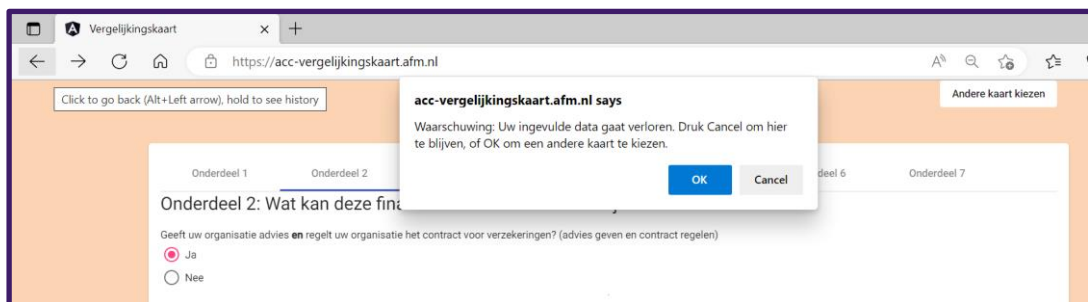 Vergelijkingskaart
https://acc-vergelijkingskaart.afm.nl
Click to go back (Alt+Left arrow), hold to see history
Andere kaart kiezen
acc-vergelijkingskaart.afm.nl says
Waarschuwing: Uw ingevulde data gaat verloren. Druk Cancel om hier
te blijven, of OK om een andere kaart te kiezen.
OK Cancel
Onderdeel 1 Onderdeel 2 deel 6 Onderdeel 7
Onderdeel 2: Wat kan deze fina
Geeft uw organisatie advies en regelt uw organisatie het contract voor verzekeringen? (advies geven en contract regelen)
Ja
Nee